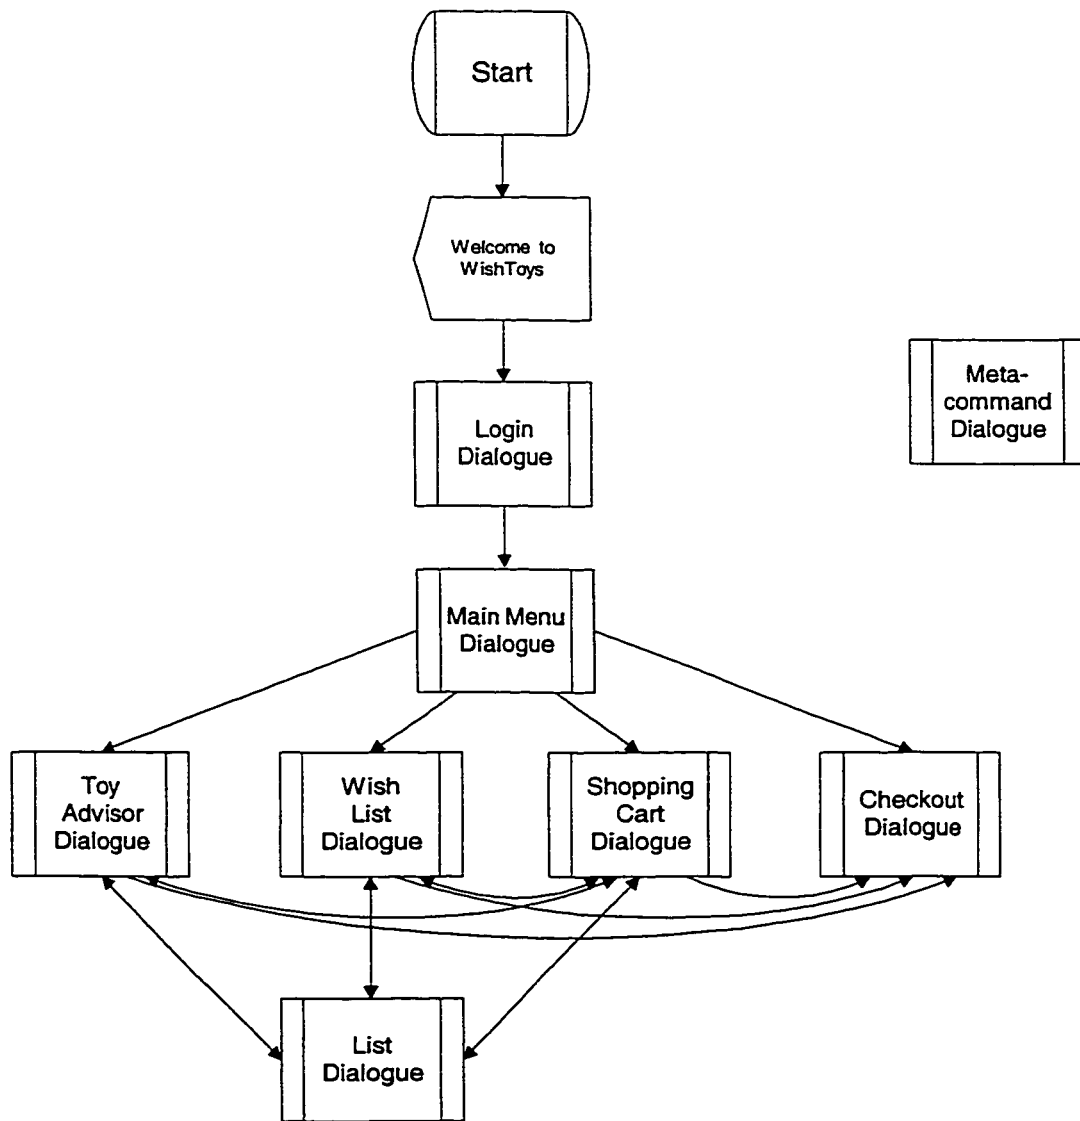 Start
Welcome to
WishToys
Login
Dialogue
Meta-
command
Dialogue
Main Menu
Dialogue
Toy
Advisor
Dialogue
Wish
List
Dialogue
Shopping
Cart
Dialogue
Checkout
Dialogue
List
Dialogue